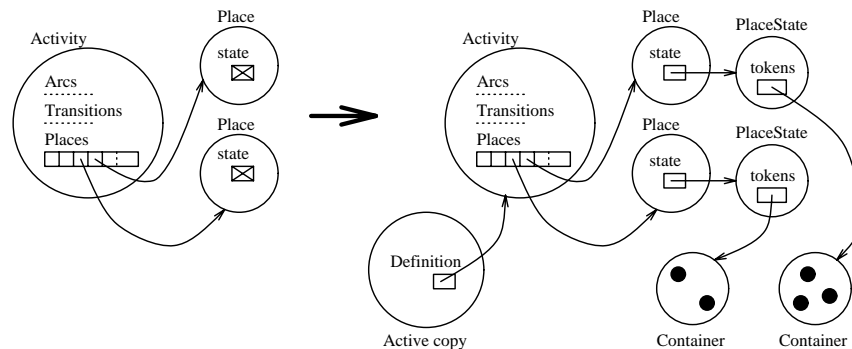 Activity
Arcs
Transitions
Places
Place
state
Place
state
Activity
Arcs
Transitions
Places
Place
state
Place
state
PlaceState
tokens
PlaceState
tokens
Definition
Active copy
Container
Container